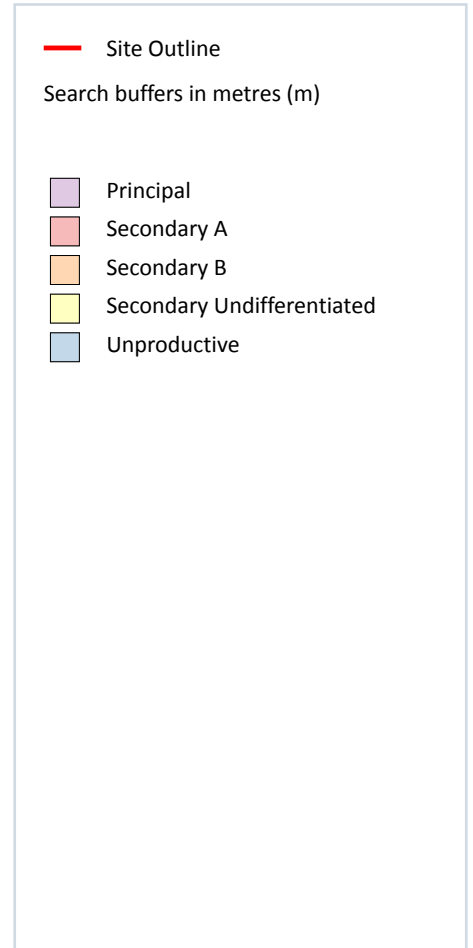 Site Outline
Search buffers in metres (m)
Principal
Secondary A
Secondary B
Secondary Undifferentiated
Unproductive